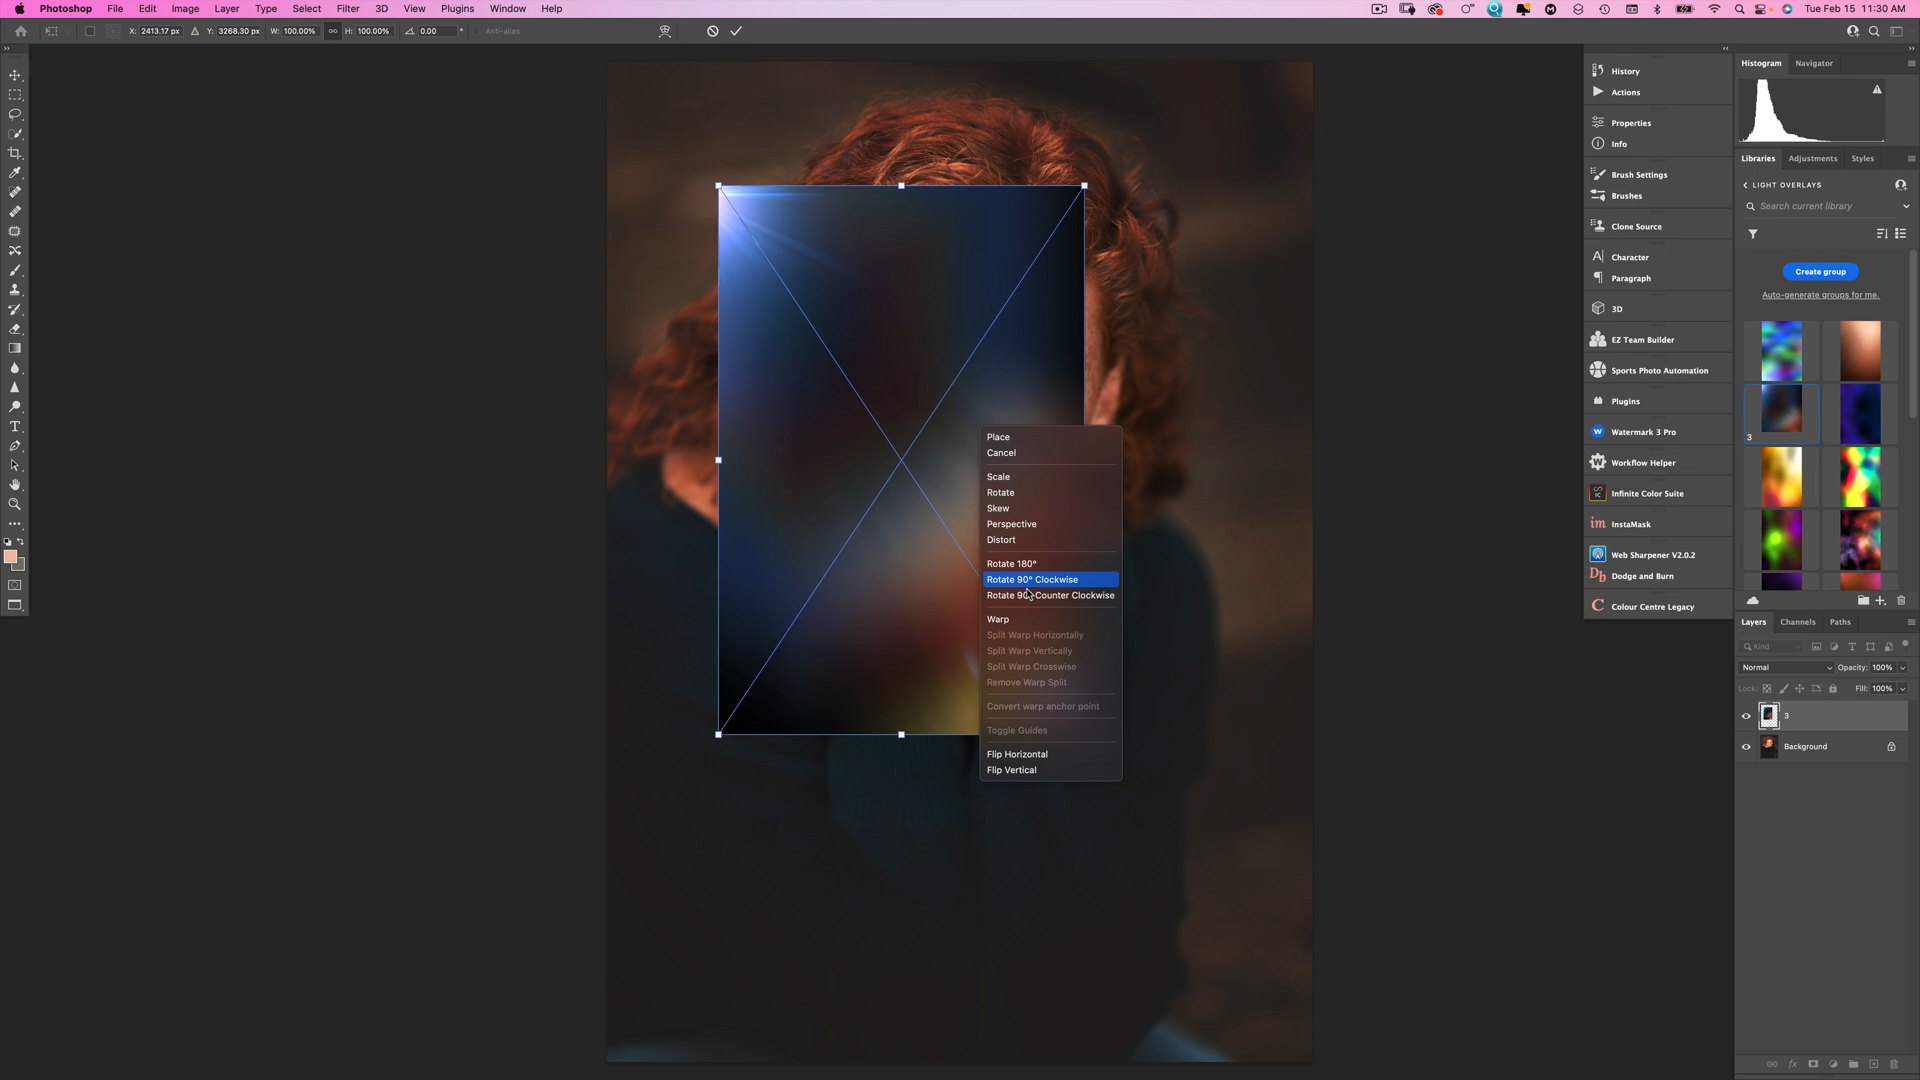 Photoshop File Edit Image Layer Type Select Filter 3D View Plugins Window Help Tue Feb 15 11:30 AM
X: 2413.17 px Y: 3268.30 px W: 100.00% H: 100.00% 0.00 ° Anti-alias
Place
Cancel
Scale
Rotate
Skew
Perspective
Distort
Rotate 180°
Rotate 90° Clockwise
Rotate 90° Counter Clockwise
Warp
Split Warp Horizontally
Split Warp Vertically
Split Warp Crosswise
Remove Warp Split
Convert warp anchor point
Toggle Guides
Flip Horizontal
Flip Vertical
History
Actions
Properties
Info
Brush Settings
Brushes
Clone Source
Character
Paragraph
3D
EZ Team Builder
Sports Photo Automation
Plugins
Watermark 3 Pro
Workflow Helper
Infinite Color Suite
InstaMask
Web Sharpener V2.0.2
Dodge and Burn
Colour Centre Legacy
Histogram Navigator
Libraries Adjustments Styles
LIGHT OVERLAYS
Search current library
Create group
Auto-generate groups for me.
3
Layers Channels Paths
Kind
Normal Opacity: 100%
Lock: Fill: 100%
3
Background